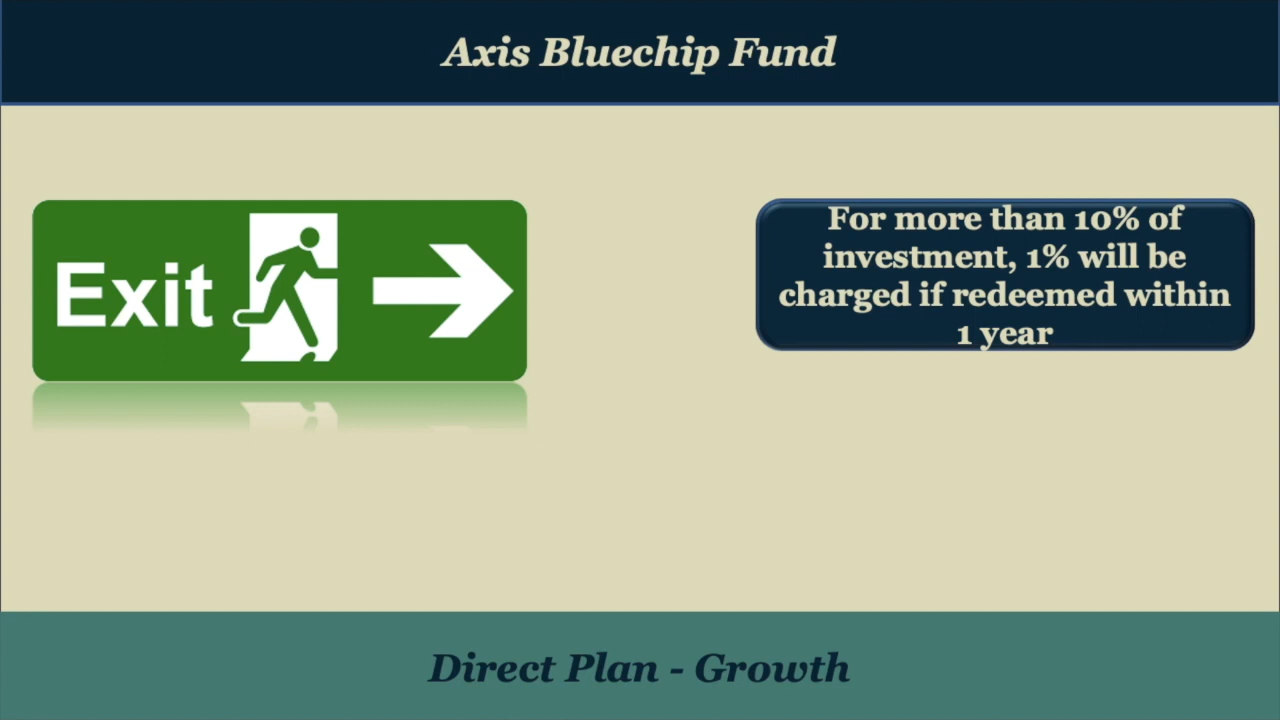 Axis Bluechip Fund
Exit
For more than 10% of
investment, 1% will be
charged if redeemed within
1 year
Direct Plan - Growth